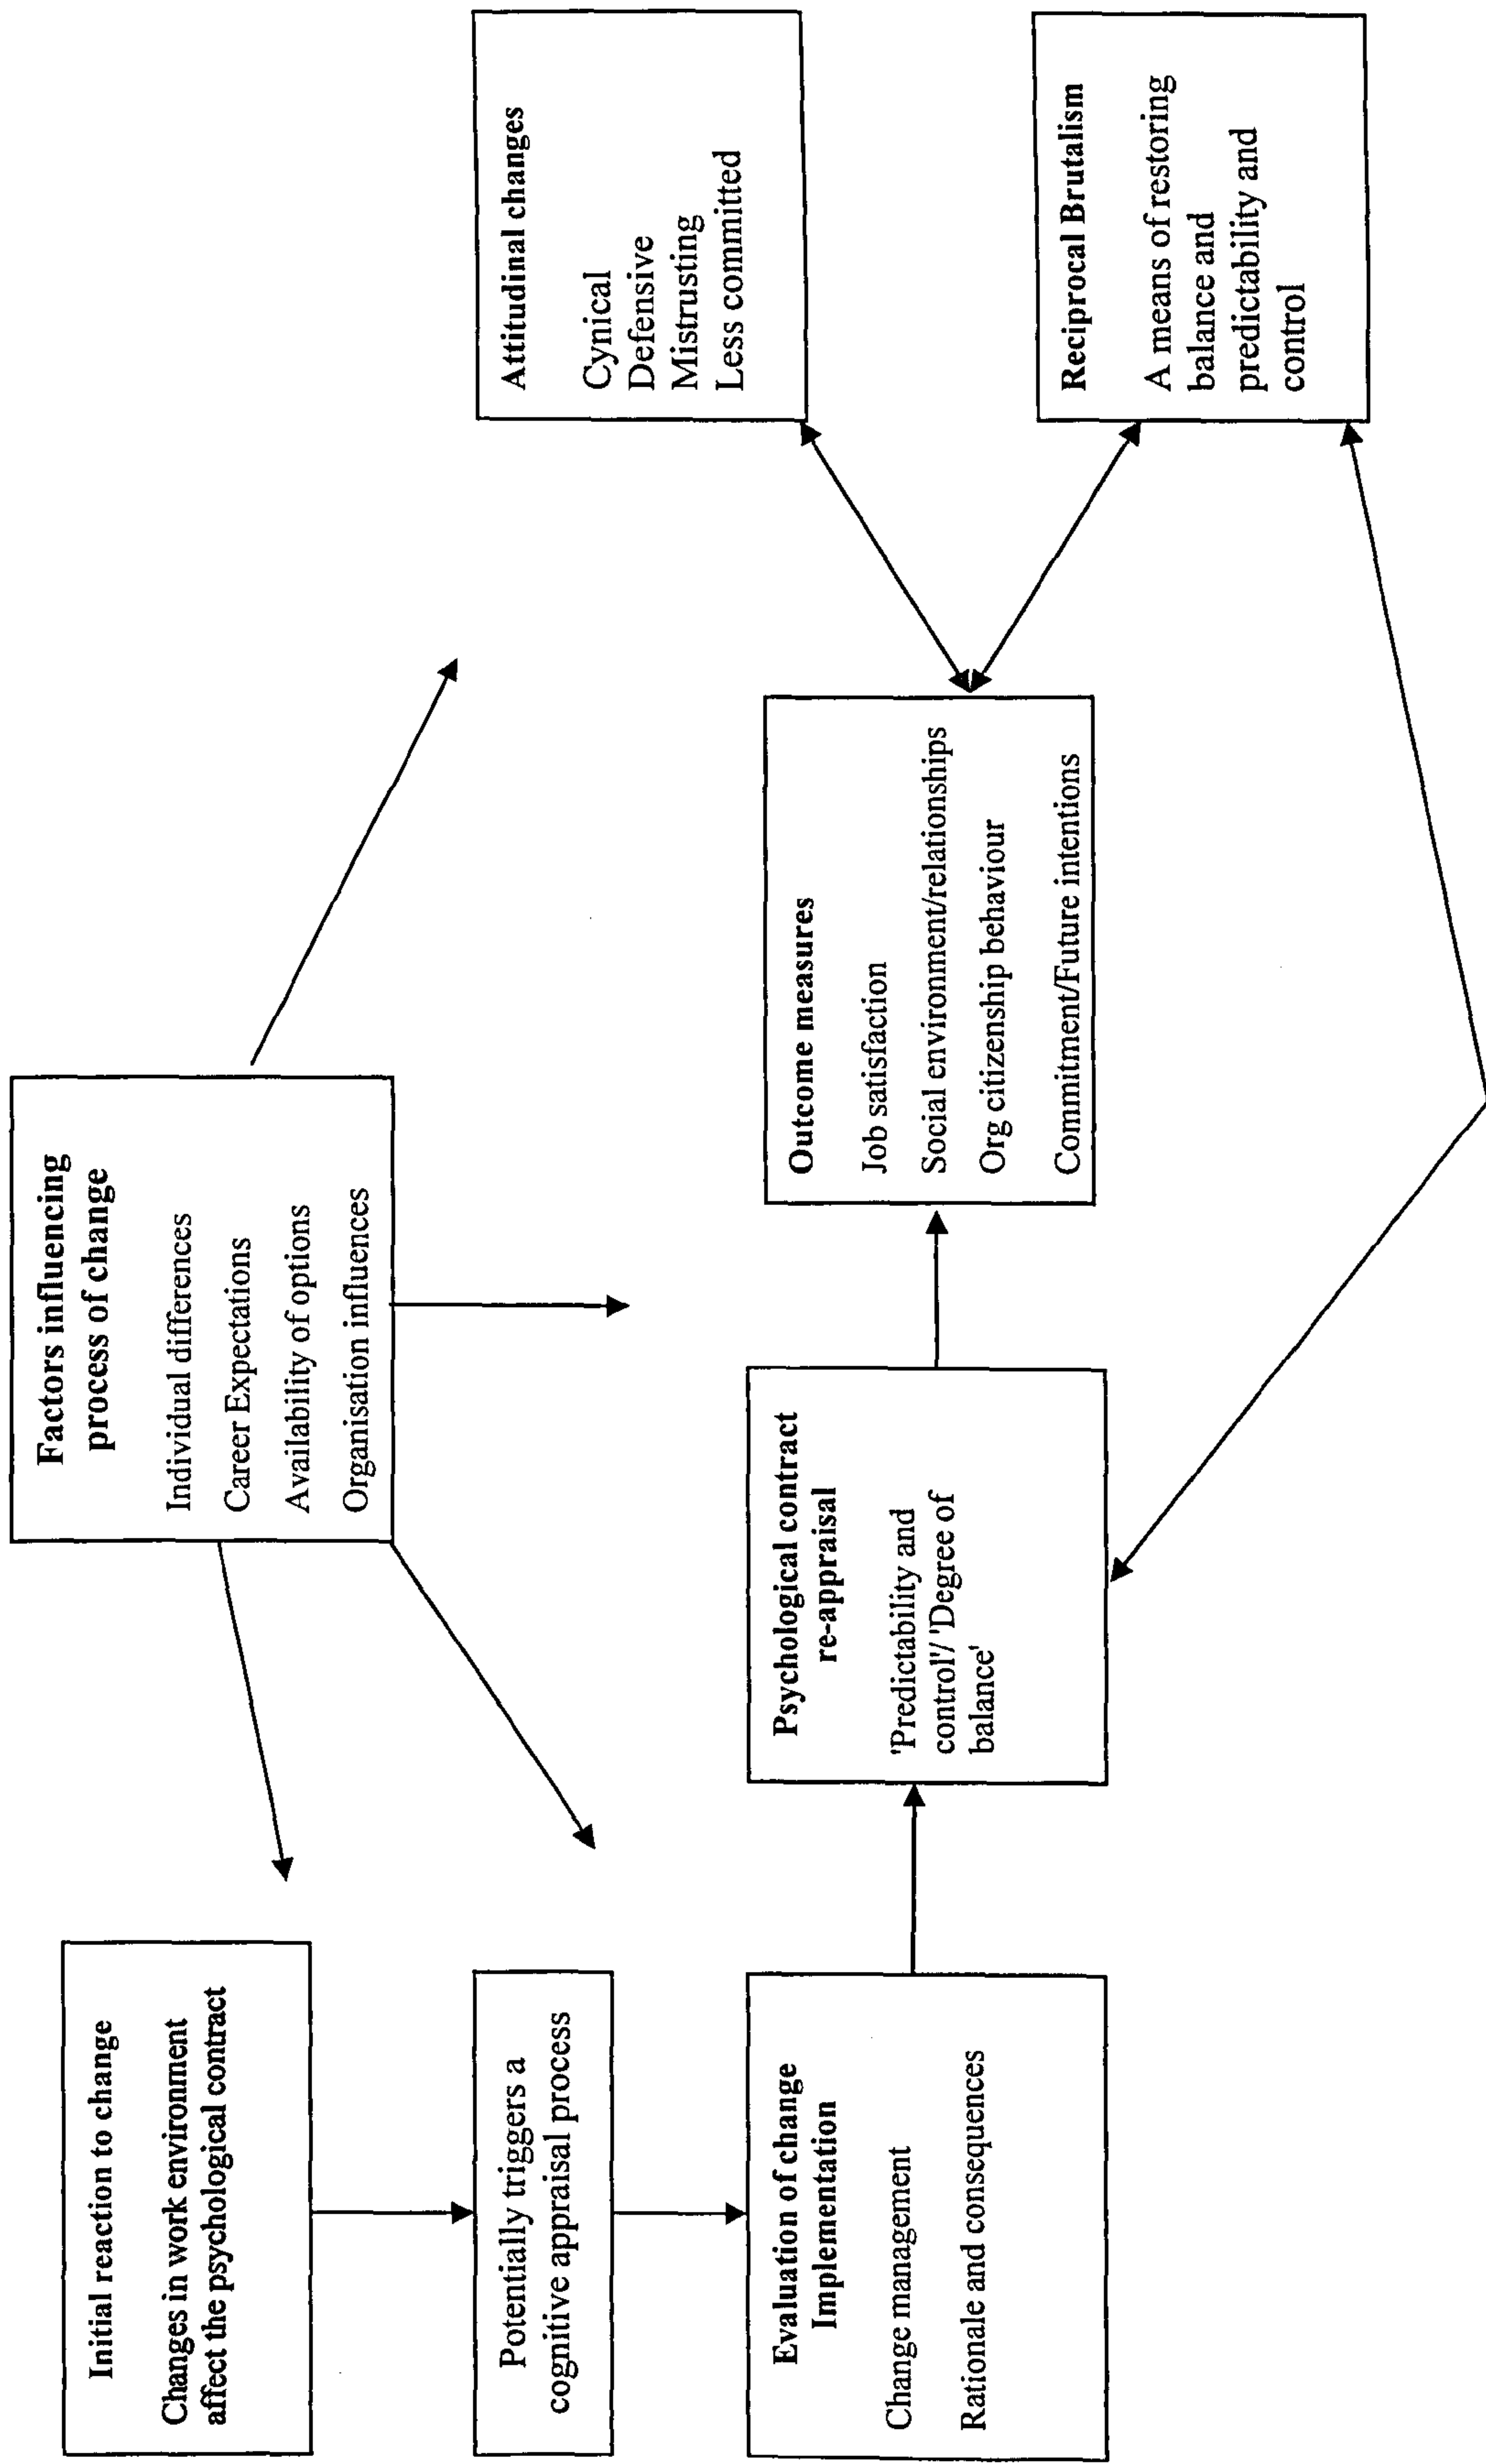 Initial reaction to change
Changes in work environment
affect the psychological contract
Potentially triggers a
cognitive appraisal process
Evaluation of change
Implementation
Change management
Rationale and consequences
Factors influencing
process of change
Individual differences
Career Expectations
Availability of options
Organisation influences
Psychological contract
re-appraisal
'Predictability and
control'/ 'Degree of
balance'
Outcome measures
Job satisfaction
Social environment/relationships
Org citizenship behaviour
Commitment/Future intentions
Attitudinal changes
Cynical
Defensive
Mistrusting
Less committed
Reciprocal Brutalism
A means of restoring
balance and
predictability and
control